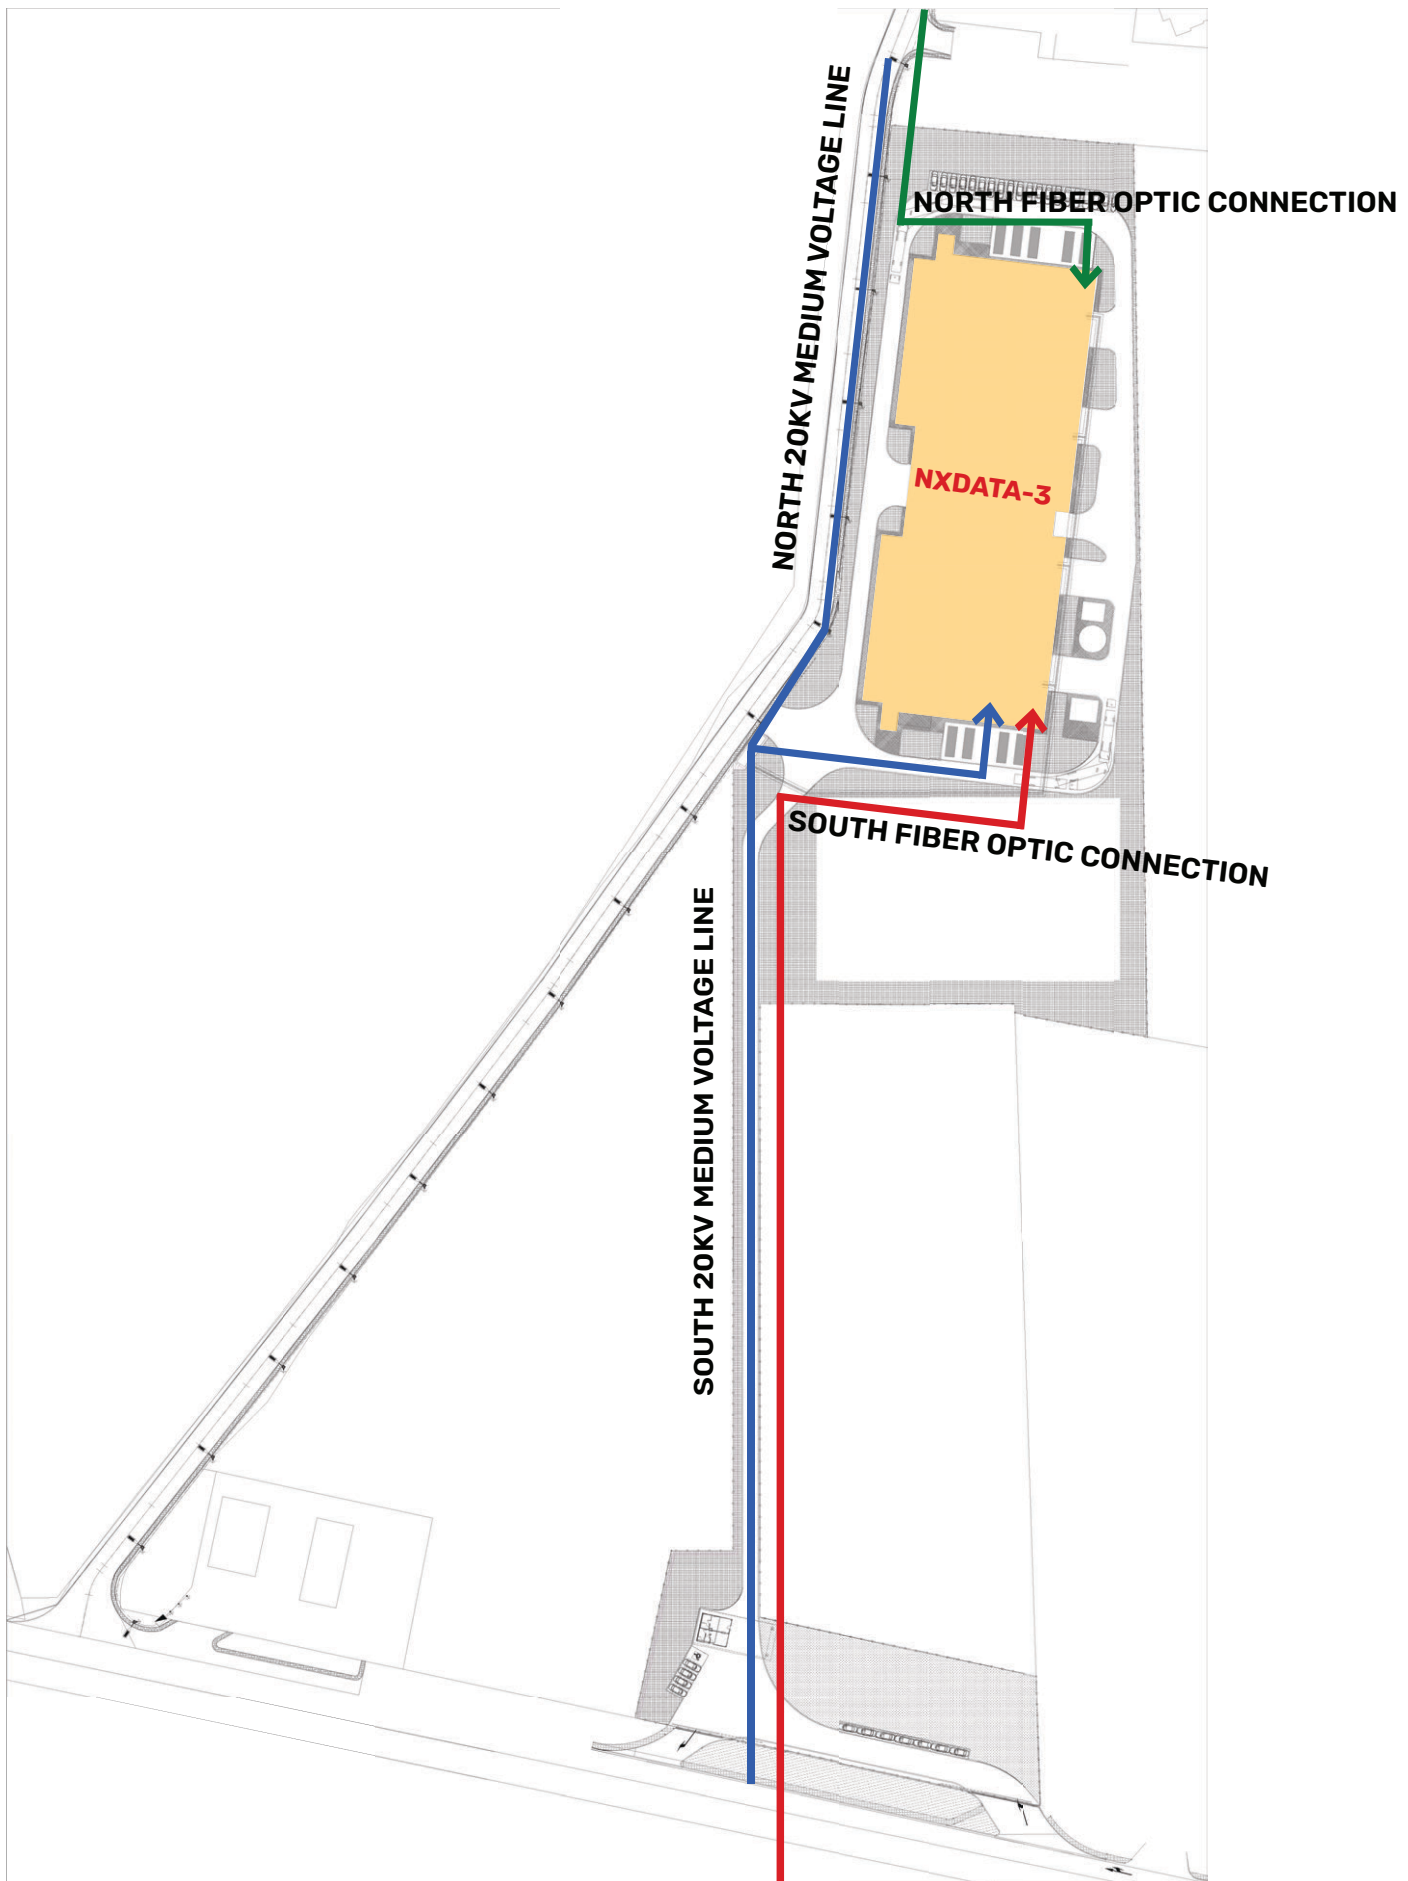 NORTH 20KV MEDIUM VOLTAGE LINE
NORTH FIBER OPTIC CONNECTION
NXDATA-3
SOUTH FIBER OPTIC CONNECTION
SOUTH 20KV MEDIUM VOLTAGE LINE